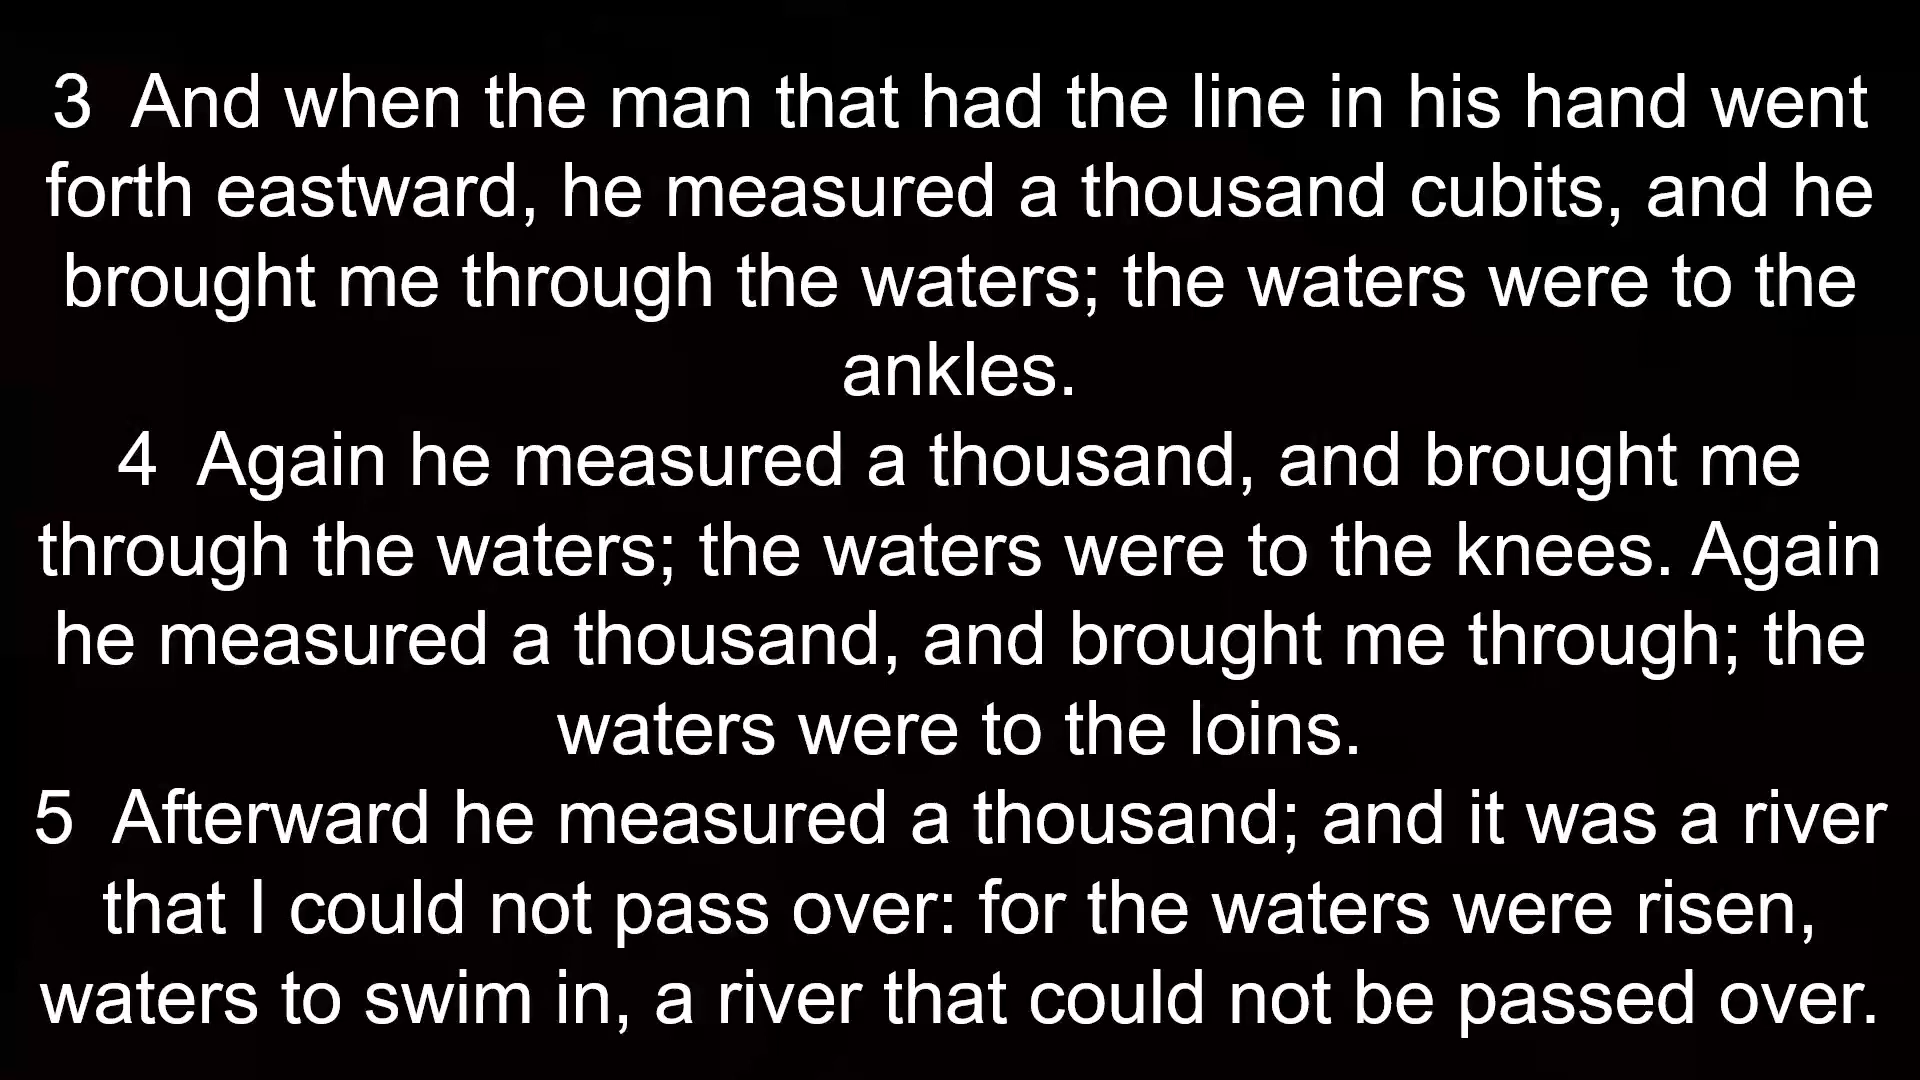 3  And when the man that had the line in his hand went
forth eastward, he measured a thousand cubits, and he
brought me through the waters; the waters were to the
ankles.
4  Again he measured a thousand, and brought me
through the waters; the waters were to the knees. Again
he measured a thousand, and brought me through; the
waters were to the loins.
5  Afterward he measured a thousand; and it was a river
that I could not pass over: for the waters were risen,
waters to swim in, a river that could not be passed over.